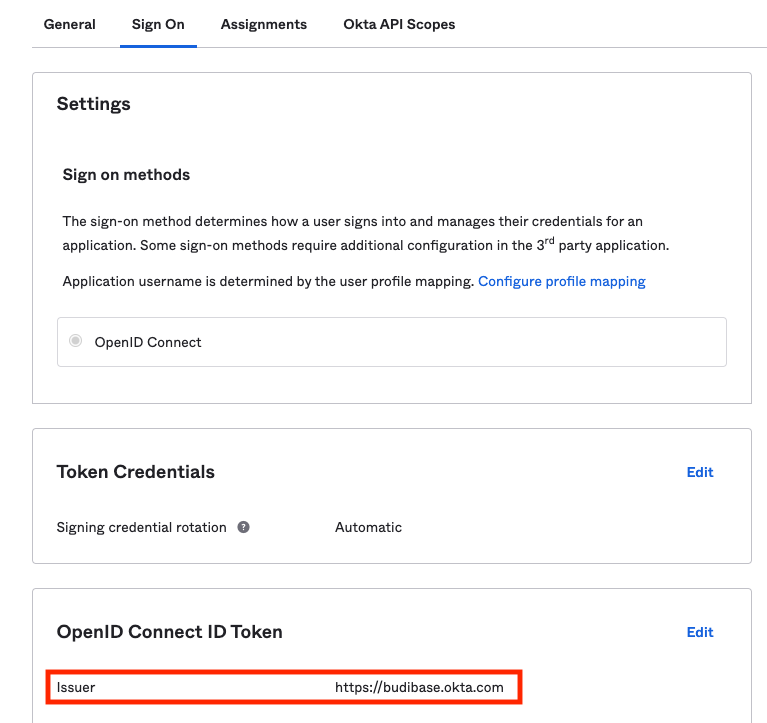 General Sign On Assignments Okta API Scopes
Settings
Sign on methods
The sign-on method determines how a user signs into and manages their credentials for an
application. Some sign-on methods require additional configuration in the 3rd party application.
Application username is determined by the user profile mapping. Configure profile mapping
OpenID Connect
Token Credentials Edit
Signing credential rotation ? Automatic
OpenID Connect ID Token Edit
Issuer https://budibase.okta.com